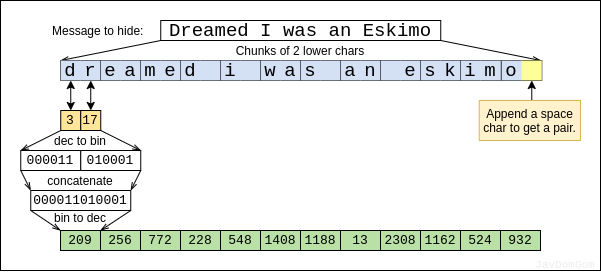 Message to hide: Dreamed I was an Eskimo
Chunks of 2 lower chars
d r e a m e d i w a s a n e s k i m o
3 17
Append a space
char to get a pair.
dec to bin
000011 010001
concatenate
000011010001
bin to dec
209 256 772 228 548 1408 1188 13 2308 1162 524 932
JayDomGom